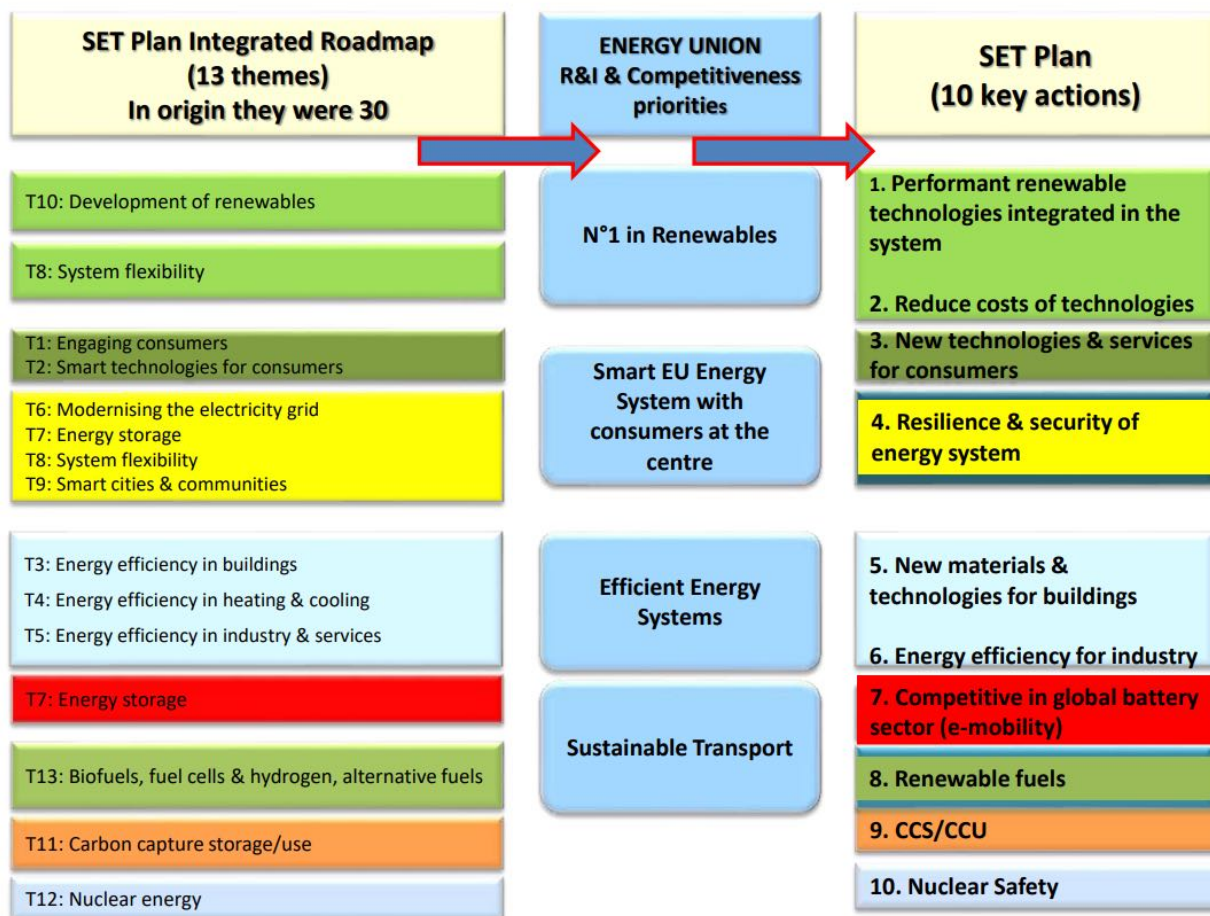 SET Plan Integrated Roadmap
(13 themes)
In origin they were 30
ENERGY UNION
R&I & Competitiveness
priorities
SET Plan
(10 key actions)
T10: Development of renewables
T8: System flexibility
N°1 in Renewables
1. Performant renewable
technologies integrated in the
system
2. Reduce costs of technologies
T1: Engaging consumers
T2: Smart technologies for consumers
T6: Modernising the electricity grid
T7: Energy storage
T8: System flexibility
T9: Smart cities & communities
Smart EU Energy
System with
consumers at the
centre
3. New technologies & services
for consumers
4. Resilience & security of
energy system
T3: Energy efficiency in buildings
T4: Energy efficiency in heating & cooling
T5: Energy efficiency in industry & services
Efficient Energy
Systems
5. New materials &
technologies for buildings
6. Energy efficiency for industry
T7: Energy storage
T13: Biofuels, fuel cells & hydrogen, alternative fuels
Sustainable Transport
7. Competitive in global battery
sector (e-mobility)
8. Renewable fuels
T11: Carbon capture storage/use
9. CCS/CCU
T12: Nuclear energy
10. Nuclear Safety